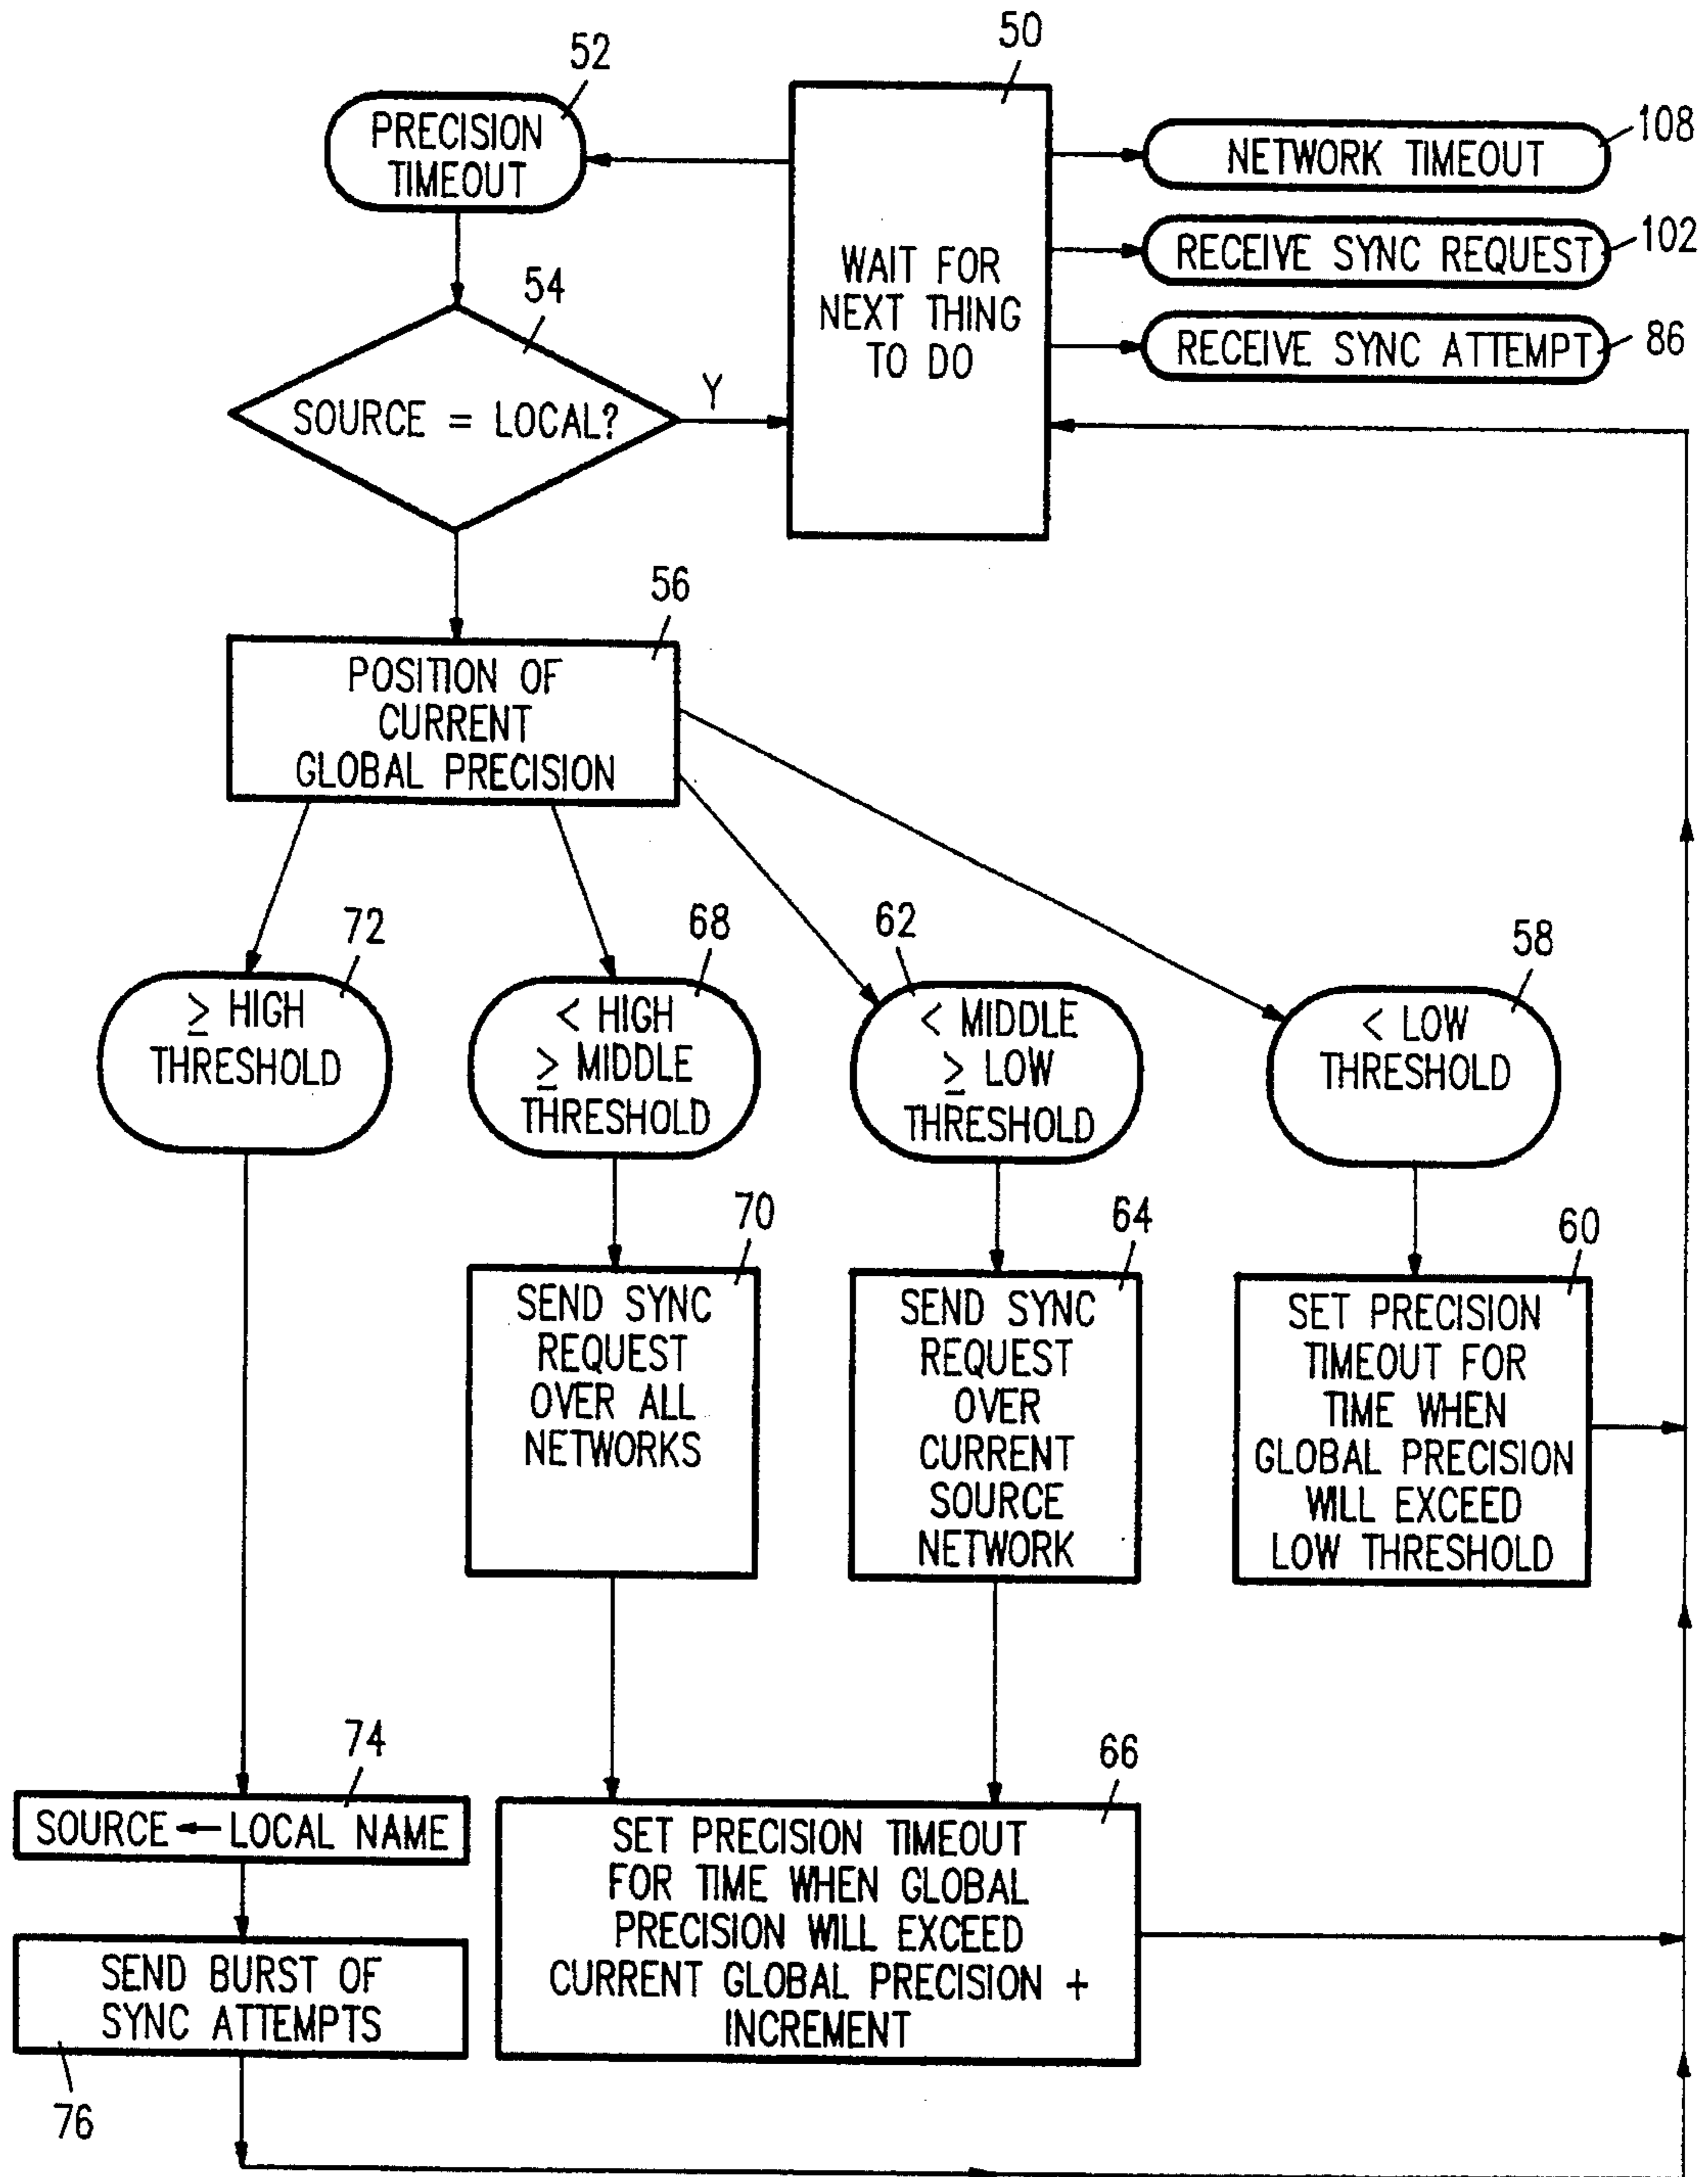 52
PRECISION
TIMEOUT
50
WAIT FOR
NEXT THING
TO DO
NETWORK TIMEOUT
108
RECEIVE SYNC REQUEST
102
RECEIVE SYNC ATTEMPT
86
54
SOURCE = LOCAL?
Y
56
POSITION OF
CURRENT
GLOBAL PRECISION
72
≥ HIGH
THRESHOLD
68
< HIGH
≥ MIDDLE
THRESHOLD
62
< MIDDLE
≥ LOW
THRESHOLD
58
< LOW
THRESHOLD
70
SEND SYNC
REQUEST
OVER ALL
NETWORKS
64
SEND SYNC
REQUEST
OVER
CURRENT
SOURCE
NETWORK
60
SET PRECISION
TIMEOUT FOR
TIME WHEN
GLOBAL PRECISION
WILL EXCEED
LOW THRESHOLD
74
SOURCE ← LOCAL NAME
SEND BURST OF
SYNC ATTEMPTS
76
66
SET PRECISION TIMEOUT
FOR TIME WHEN GLOBAL
PRECISION WILL EXCEED
CURRENT GLOBAL PRECISION +
INCREMENT